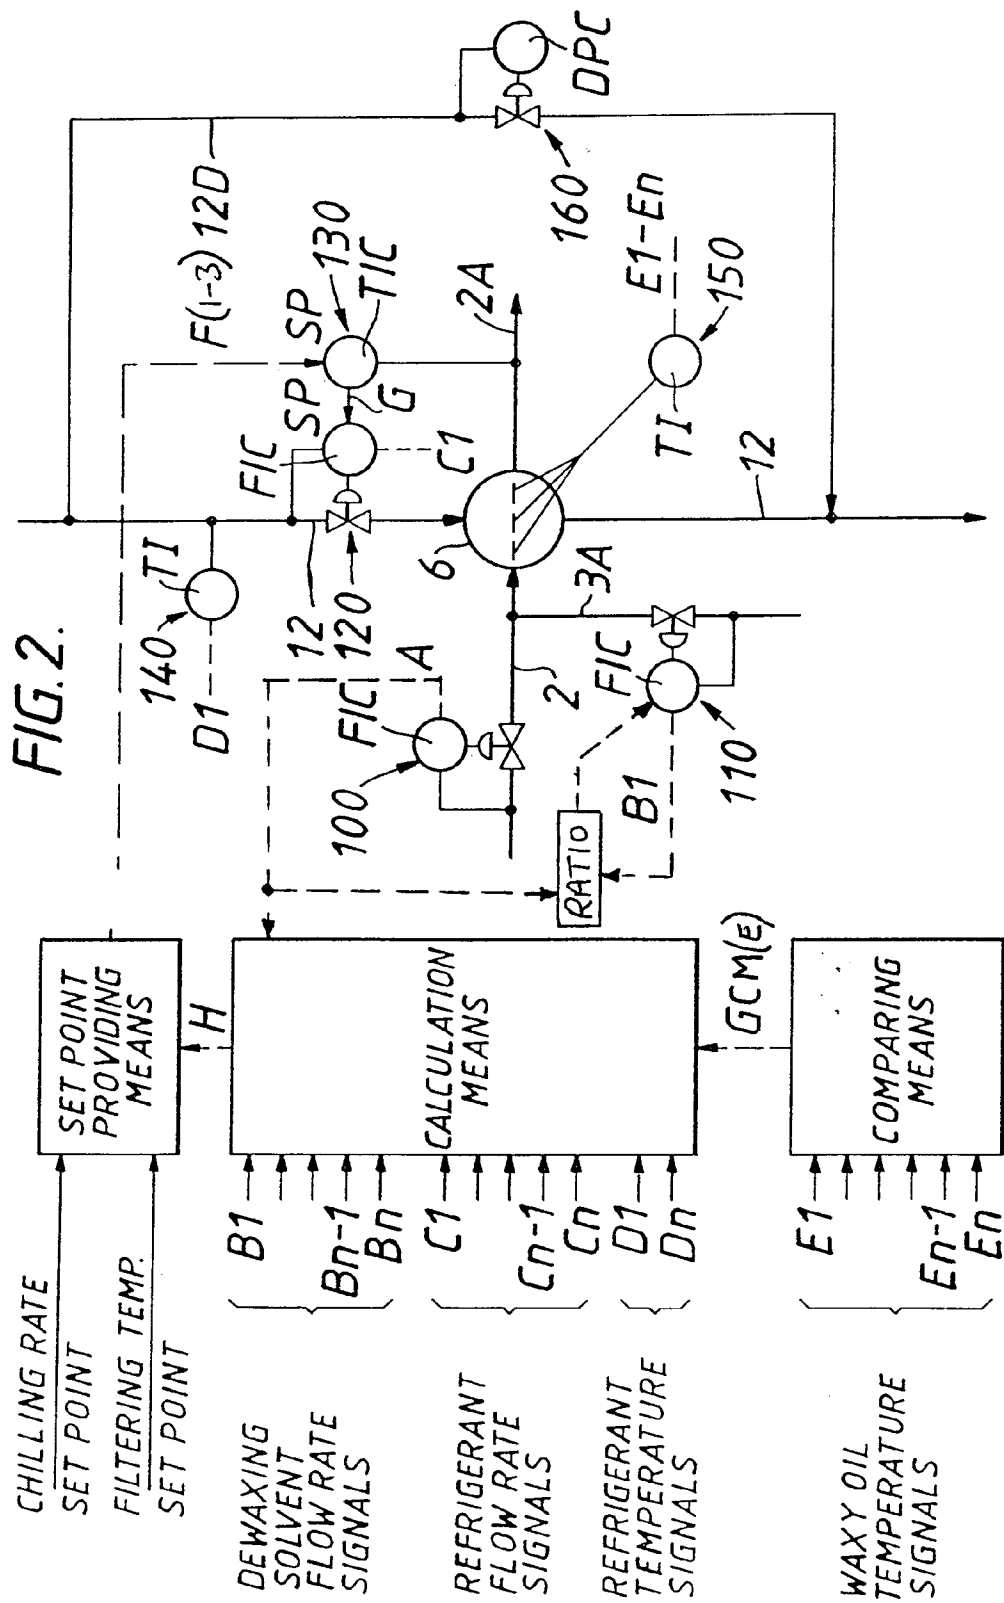 FIG. 2.
CHILLING RATE
SET POINT
FILTERING TEMP.
SET POINT
SET POINT
PROVIDING
MEANS
H
DEWAXING
SOLVENT
FLOW RATE
SIGNALS
B1
Bn-1
Bn
REFRIGERANT
FLOW RATE
SIGNALS
C1
Cn-1
Cn
REFRIGERANT
TEMPERATURE
SIGNALS
D1
Dn
CALCULATION
MEANS
GCM(E)
WAXY OIL
TEMPERATURE
SIGNALS
E1
En-1
En
COMPARING
MEANS
F(1-3)
12D
DPC
160
SP
130
TIC
SP
G
FIC
C1
140
TI
D1
12
120
A
FIC
100
2
6
2A
3A
E1-En
150
TI
12
FIC
110
B1
RATIO